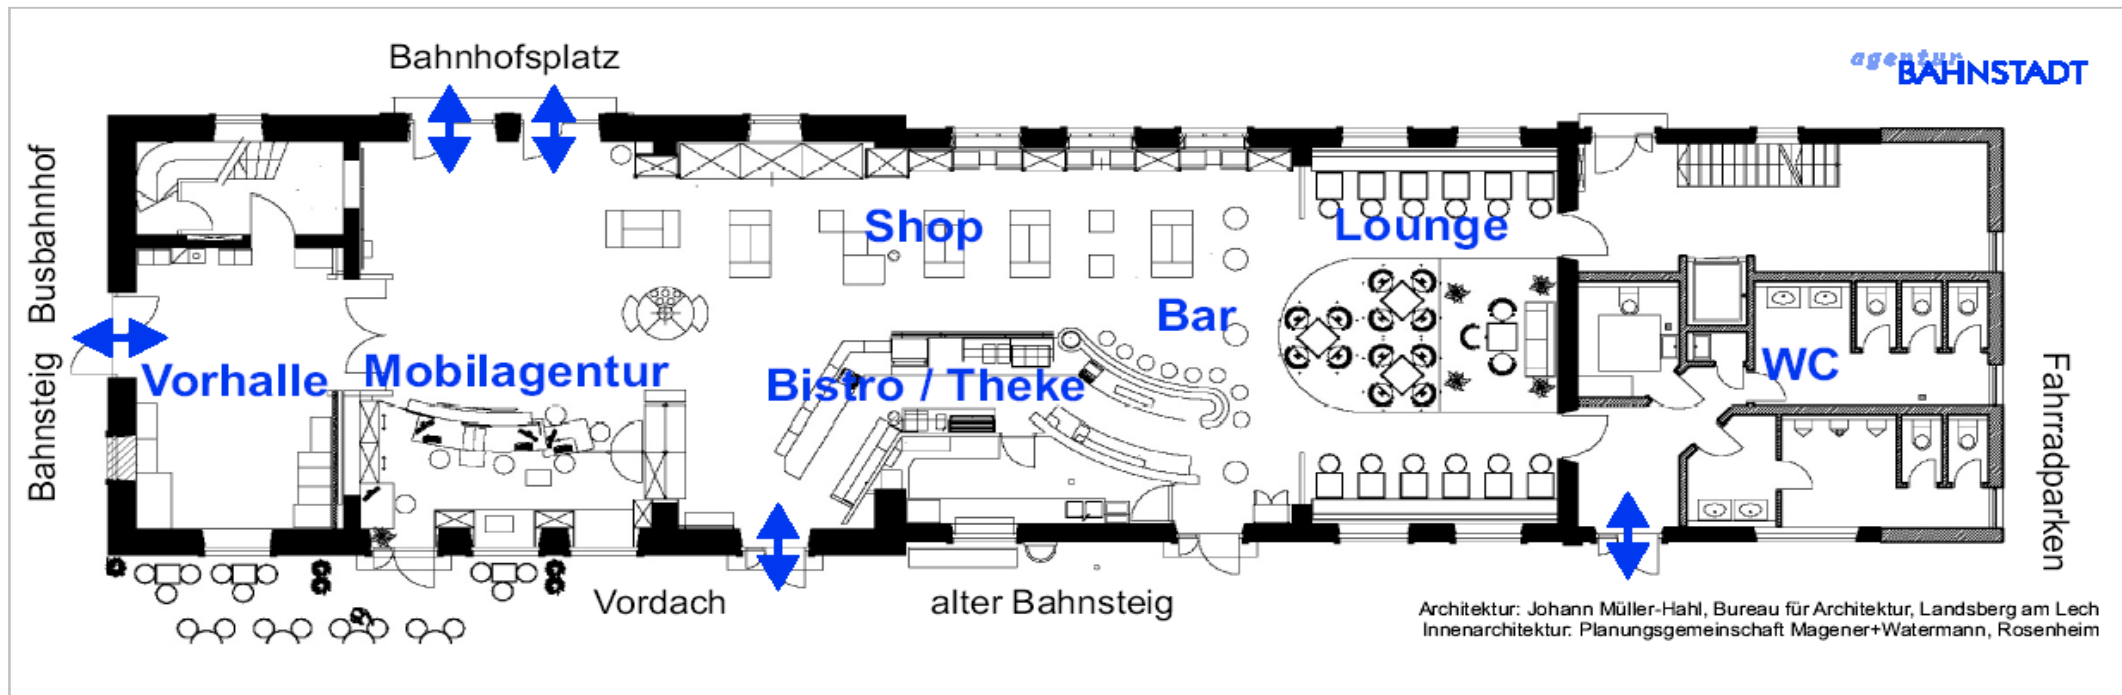 Bahnhofsplatz
agentur
BAHNSTADT
Bahnsteig Busbahnhof
Shop
Lounge
Bar
Vorhalle
Mobilagentur
Bistro / Theke
WC
Fahrradparken
Vordach
alter Bahnsteig
Architektur: Johann Müller-Hahl, Bureau für Architektur, Landsberg am Lech
Innenarchitektur: Planungsgemeinschaft Magener+Watermann, Rosenheim